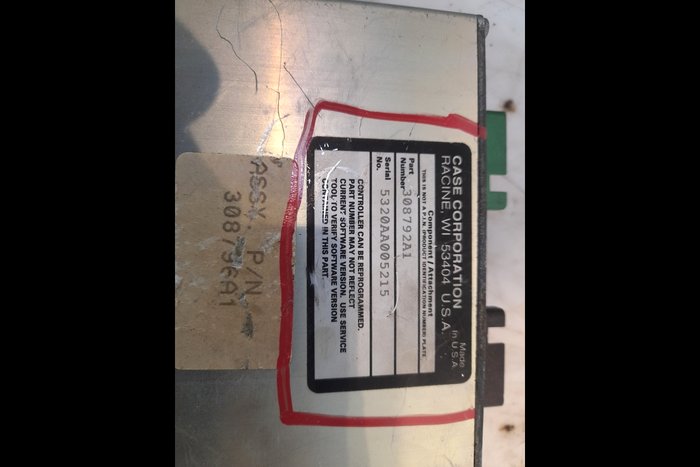 CASE CORPORATION
RACINE, WI 53404 U.S.A.
Made
in U.S.A.
Component / Attachment
THIS IS NOT A P.I.N. (PRODUCT IDENTIFICATION NUMBER) PLATE
Part
Number 308792A1
Serial
No. 5320AA005215
CONTROLLER CAN BE REPROGRAMMED.
PART NUMBER MAY NOT REFLECT
CURRENT SOFTWARE VERSION. USE SERVICE
TOOL TO VERIFY SOFTWARE VERSION
CONTAINED IN THIS PART.
ASSY. P/N
308796A1